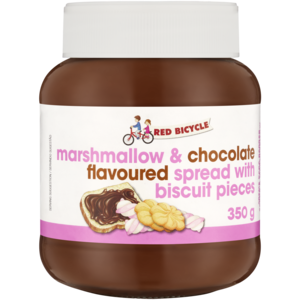 RED BICYCLE
marshmallow & chocolate
flavoured spread with
biscuit pieces
350 g